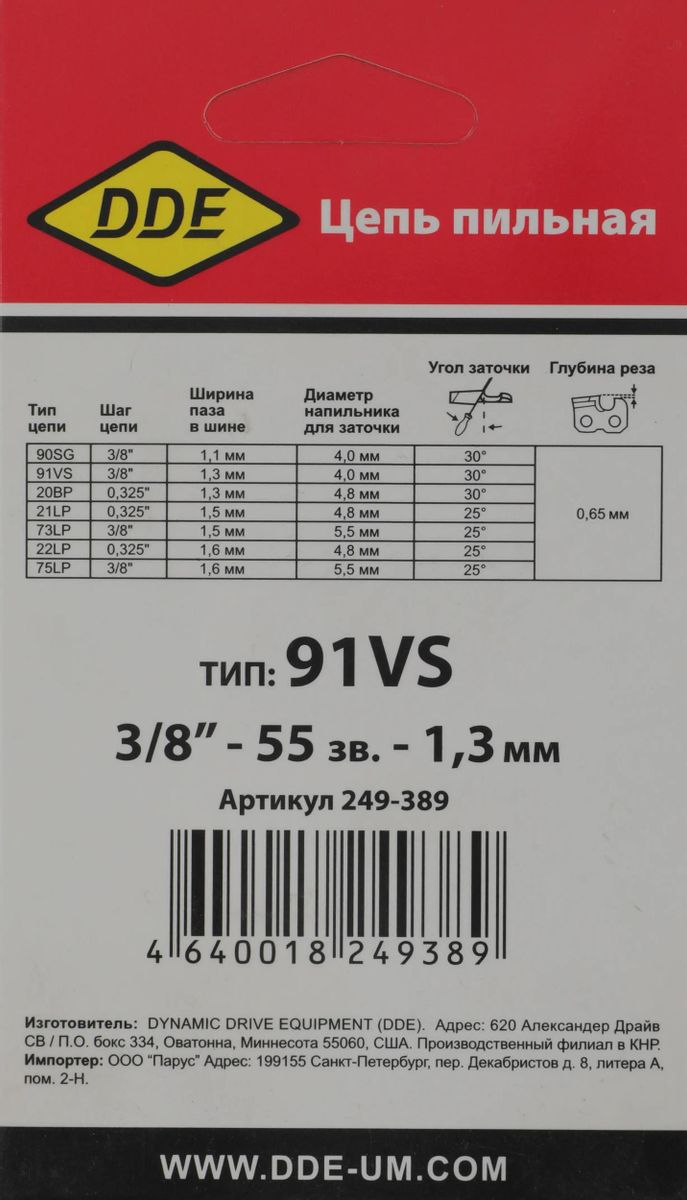 DDE
Цепь пильная
Тип цепи
Шаг цепи
Ширина паза в шине
Диаметр напильника для заточки
Угол заточки
Глубина реза
90SG 3/8" 1,1 мм 4,0 мм 30°
91VS 3/8" 1,3 мм 4,0 мм 30°
20BP 0,325" 1,3 мм 4,8 мм 30°
21LP 0,325" 1,5 мм 4,8 мм 25°
73LP 3/8" 1,5 мм 5,5 мм 25°
22LP 0,325" 1,6 мм 4,8 мм 25°
75LP 3/8" 1,6 мм 5,5 мм 25°
0,65 мм
тип: 91VS
3/8” - 55 зв. - 1,3 мм
Артикул 249-389
4 640018 249389
Изготовитель: DYNAMIC DRIVE EQUIPMENT (DDE). Адрес: 620 Александер Драйв
СВ / П.О. бокс 334, Оватонна, Миннесота 55060, США. Производственный филиал в КНР.
Импортер: ООО “Парус” Адрес: 199155 Санкт-Петербург, пер. Декабристов д. 8, литера А,
пом. 2-Н.
WWW.DDE-UM.COM